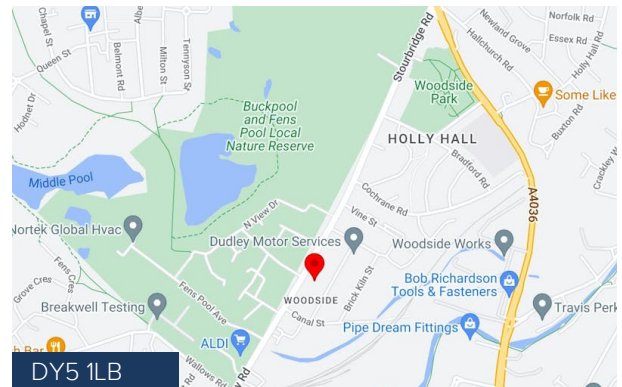 Chapel St
Queen St
Belmont Rd
Milton St
Tennyson St
Hodnet Dr
Albe
Stourbridge Rd
Newland Grove
Norfolk Rd
Essex Rd
Hallchurch Rd
Holly Hall Rd
Woodside
Park
Some Like
Buckpool
and Fens
Pool Local
Nature Reserve
HOLLY HALL
Buxton Rd
Bradford Rd
Crackley W
Middle Pool
A4036
Cochrane Rd
N View Dr
Vine St
Nortek Global Hvac
Dudley Motor Services
Woodside Works
Fens C
Grove Cres
Fens Pool Ave
WOODSIDE
Brick Kiln St
Bob Richardson
Tools & Fasteners
Breakwell Testing
Canal St
Travis Perk
ALDI
Pipe Dream Fittings
h Bar
Wallows Rd
y Rd
DY5 1LB